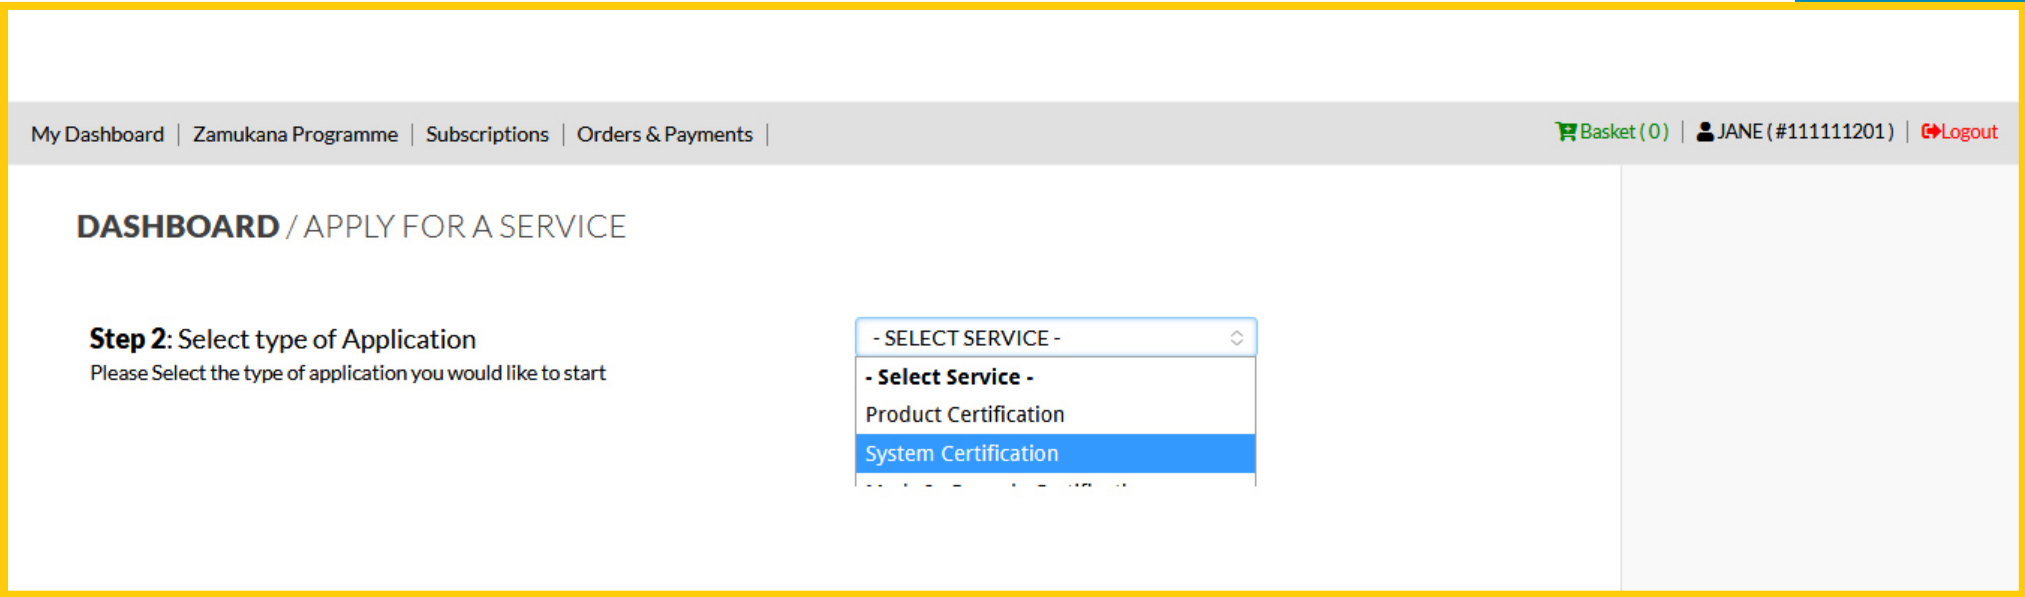 My Dashboard | Zamukana Programme | Subscriptions | Orders & Payments |
Basket ( 0 ) | JANE ( #111111201 ) | Logout
DASHBOARD / APPLY FOR A SERVICE
Step 2: Select type of Application
Please Select the type of application you would like to start
- SELECT SERVICE -
- Select Service -
Product Certification
System Certification